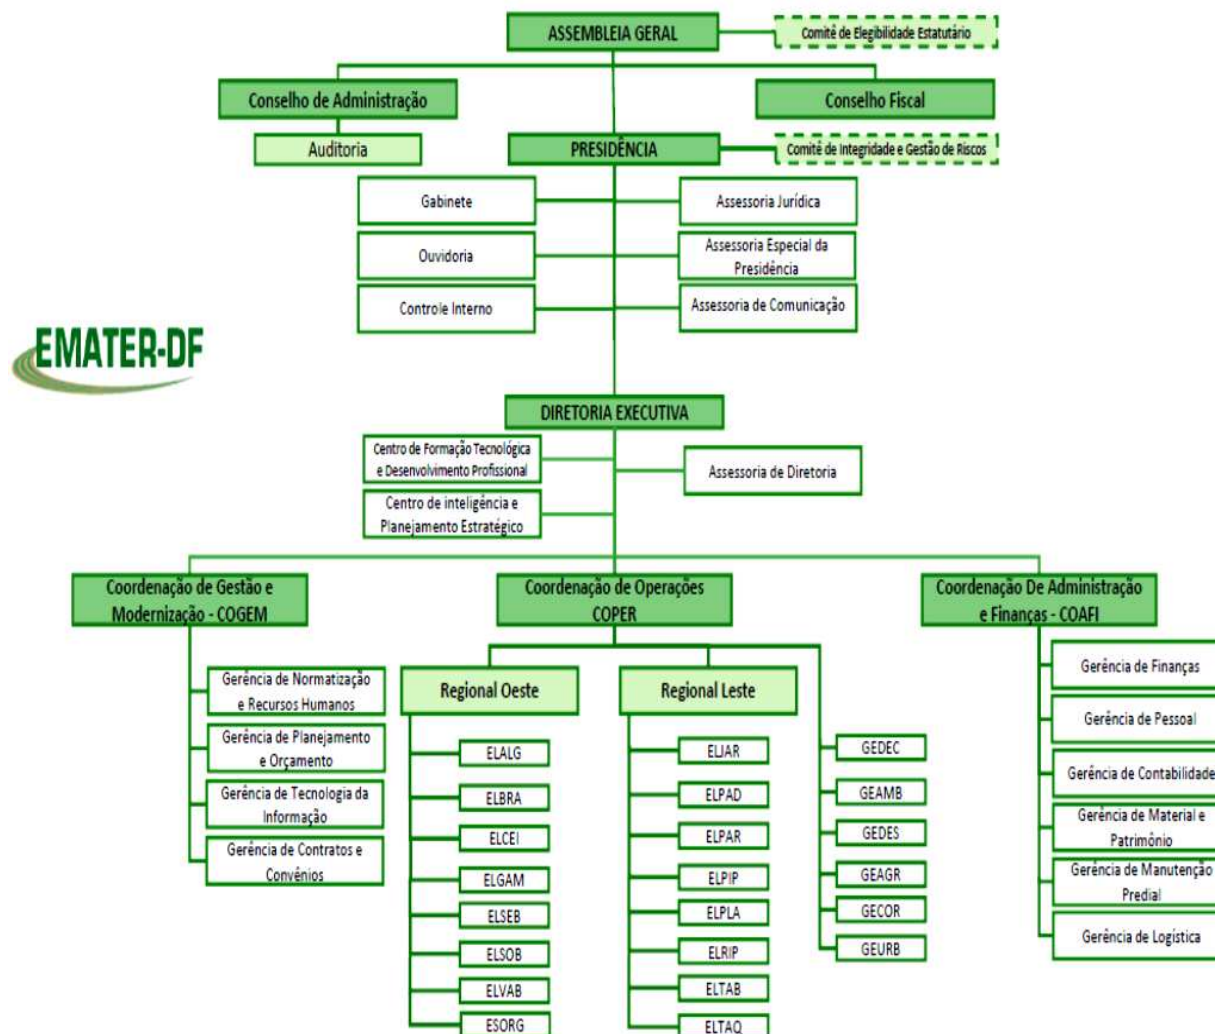 ASSEMBLEIA GERAL
Comitê de Elegibilidade Estatutário
Conselho de Administração
Conselho Fiscal
Auditoria
PRESIDÊNCIA
Comitê de Integridade e Gestão de Riscos
Gabinete
Assessoria Jurídica
Ouvidoria
Assessoria Especial da
Presidência
Controle Interno
Assessoria de Comunicação
EMATER-DF
DIRETORIA EXECUTIVA
Centro de Formação Tecnológica
e Desenvolvimento Profissional
Assessoria de Diretoria
Centro de inteligência e
Planejamento Estratégico
Coordenação de Gestão e
Modernização - COGEM
Coordenação de Operações
COPER
Coordenação De Administração
e Finanças - COAFI
Gerência de Normatização
e Recursos Humanos
Gerência de Planejamento
e Orçamento
Gerência de Tecnologia da
Informação
Gerência de Contratos e
Convênios
Regional Oeste
ELALG
ELBRA
ELCEI
ELGAM
ELSEB
ELSOB
ELVAB
ESORG
Regional Leste
ELJAR
ELPAD
ELPAR
ELPIP
ELPLA
ELRIP
ELTAB
ELTAQ
GEDEC
GEAMB
GEDES
GEAGR
GECOR
GEURB
Gerência de Finanças
Gerência de Pessoal
Gerência de Contabilidade
Gerência de Material e
Patrimônio
Gerência de Manutenção
Predial
Gerência de Logística